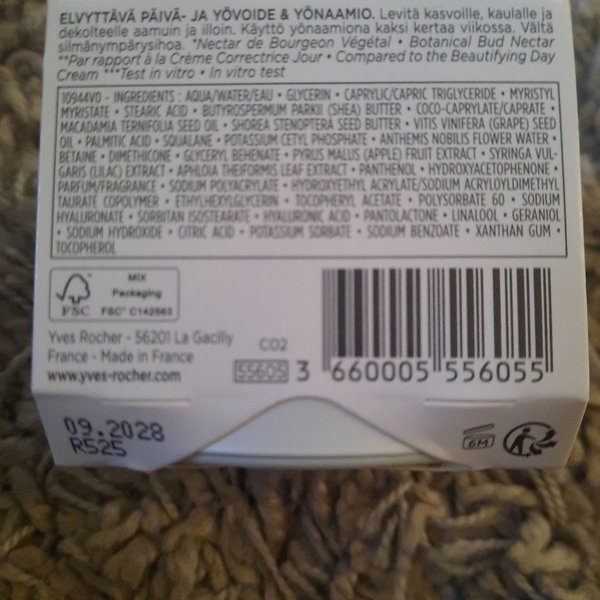 ELVYTTÄVÄ PÄIVÄ- JA YÖVOIDE & YÖNAAMIO. Levitä kasvoille, kaulalle ja
dekolteelle aamuin ja illoin. Käyttö yönaamiona kaksi kertaa viikossa. Vältä
silmänympärysihoa. *Nectar de Bourgeon Végétal • Botanical Bud Nectar
**Par rapport à la Crème Correctrice Jour • Compared to the Beautifying Day
Cream ***Test in vitro • In vitro test
10944V0 - INGREDIENTS : AQUA/WATER/EAU • GLYCERIN • CAPRYLIC/CAPRIC TRIGLYCERIDE • MYRISTYL
MYRISTATE • STEARIC ACID • BUTYROSPERMUM PARKII (SHEA) BUTTER • COCO-CAPRYLATE/CAPRATE •
MACADAMIA TERNIFOLIA SEED OIL • SHOREA STENOPTERA SEED BUTTER • VITIS VINIFERA (GRAPE) SEED
OIL • PALMITIC ACID • SQUALANE • POTASSIUM CETYL PHOSPHATE • ANTHEMIS NOBILIS FLOWER WATER •
BETAINE • DIMETHICONE • GLYCERYL BEHENATE • PYRUS MALUS (APPLE) FRUIT EXTRACT • SYRINGA VUL-
GARIS (LILAC) EXTRACT • APHLOIA THEIFORMIS LEAF EXTRACT • PANTHENOL • HYDROXYACETOPHENONE •
PARFUM/FRAGRANCE • SODIUM POLYACRYLATE • HYDROXYETHYL ACRYLATE/SODIUM ACRYLOYLDIMETHYL
TAURATE COPOLYMER • ETHYLHEXYLGLYCERIN • TOCOPHERYL ACETATE • POLYSORBATE 60 • SODIUM
HYALURONATE • SORBITAN ISOSTEARATE • HYALURONIC ACID • PANTOLACTONE • LINALOOL • GERANIOL
• SODIUM HYDROXIDE • CITRIC ACID • POTASSIUM SORBATE • SODIUM BENZOATE • XANTHAN GUM •
TOCOPHEROL
FSC
MIX
Packaging
FSC® C142563
Yves Rocher - 56201 La Gacilly
France - Made in France
www.yves-rocher.com
C02
55605
3 660005 556055
09.2028
R525
6M